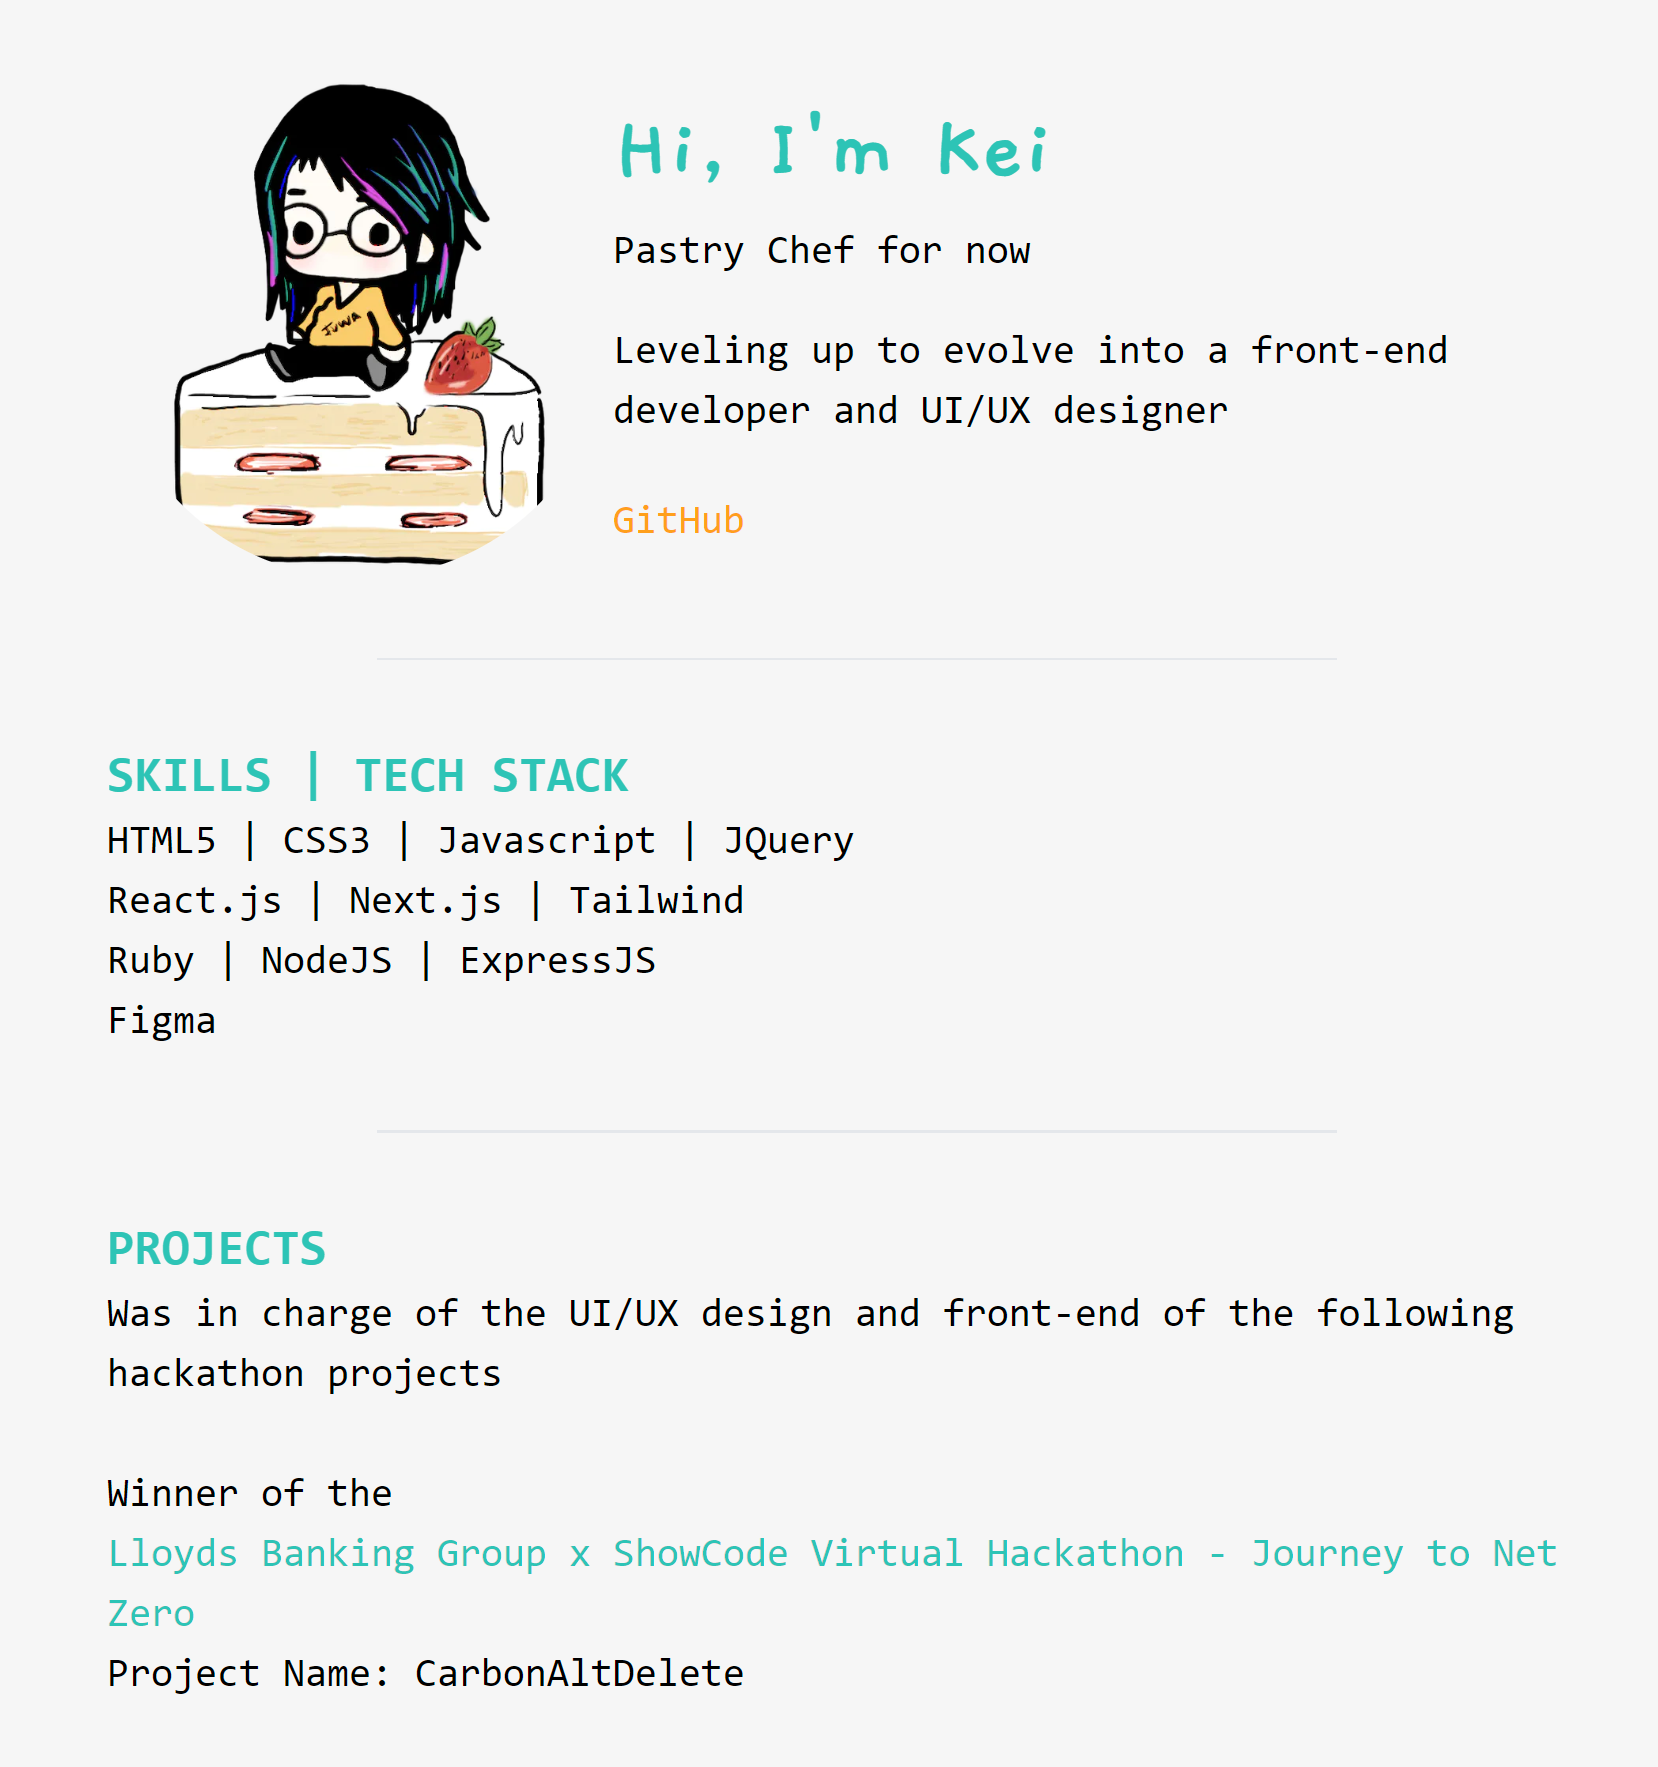 Hi, I'm Kei
Pastry Chef for now
Leveling up to evolve into a front-end
developer and UI/UX designer
GitHub
JUWA
SKILLS | TECH STACK
HTML5 | CSS3 | Javascript | JQuery
React.js | Next.js | Tailwind
Ruby | NodeJS | ExpressJS
Figma
PROJECTS
Was in charge of the UI/UX design and front-end of the following
hackathon projects
Winner of the
Lloyds Banking Group x ShowCode Virtual Hackathon - Journey to Net
Zero
Project Name: CarbonAltDelete